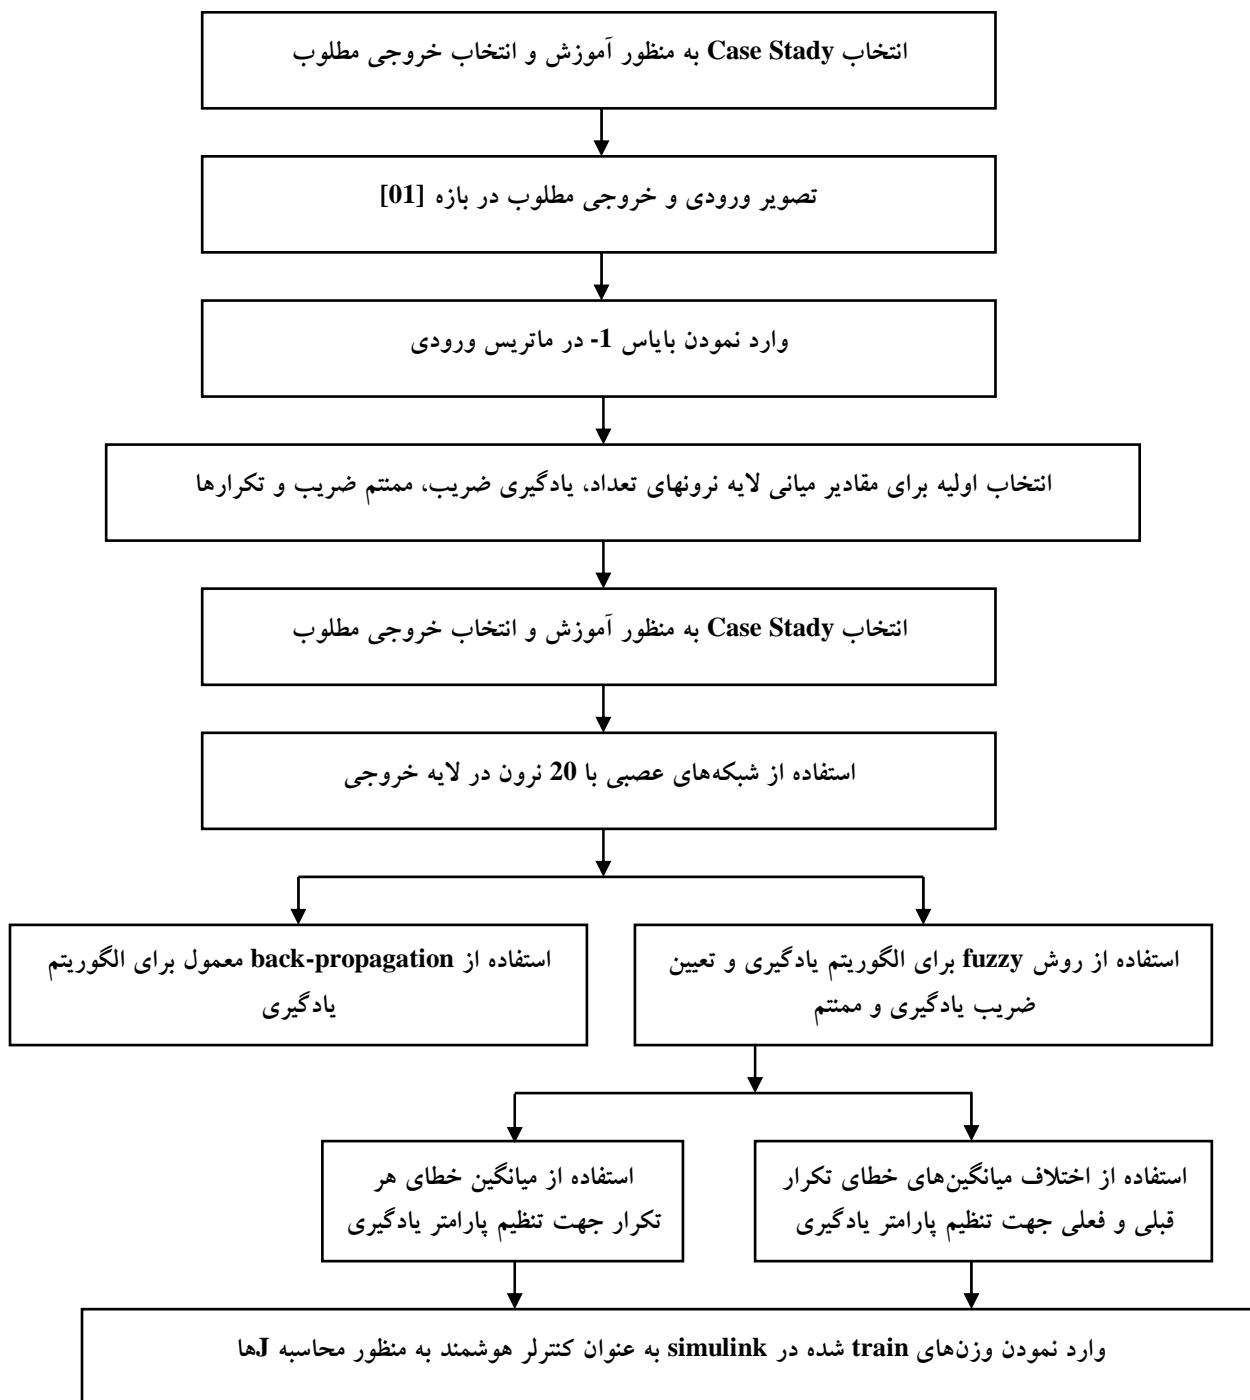 انتخاب Case Stady به منظور آموزش و انتخاب خروجی مطلوب
تصویر ورودی و خروجی مطلوب در بازه [01]
وارد نمودن بایاس 1- در ماتریس ورودی
انتخاب اولیه برای مقادیر میانی لایه نرونهای تعداد، یادگیری ضریب، ممنتم ضریب و تکرارها
انتخاب Case Stady به منظور آموزش و انتخاب خروجی مطلوب
استفاده از شبکه‌های عصبی با 20 نرون در لایه خروجی
استفاده از روش fuzzy برای الگوریتم یادگیری و تعیین
ضریب یادگیری و ممنتم
استفاده از back-propagation معمول برای الگوریتم
یادگیری
استفاده از اختلاف میانگین‌های خطای تکرار
قبلی و فعلی جهت تنظیم پارامتر یادگیری
استفاده از میانگین خطای هر
تکرار جهت تنظیم پارامتر یادگیری
وارد نمودن وزن‌های train شده در simulink به عنوان کنترلر هوشمند به منظور محاسبه Jها